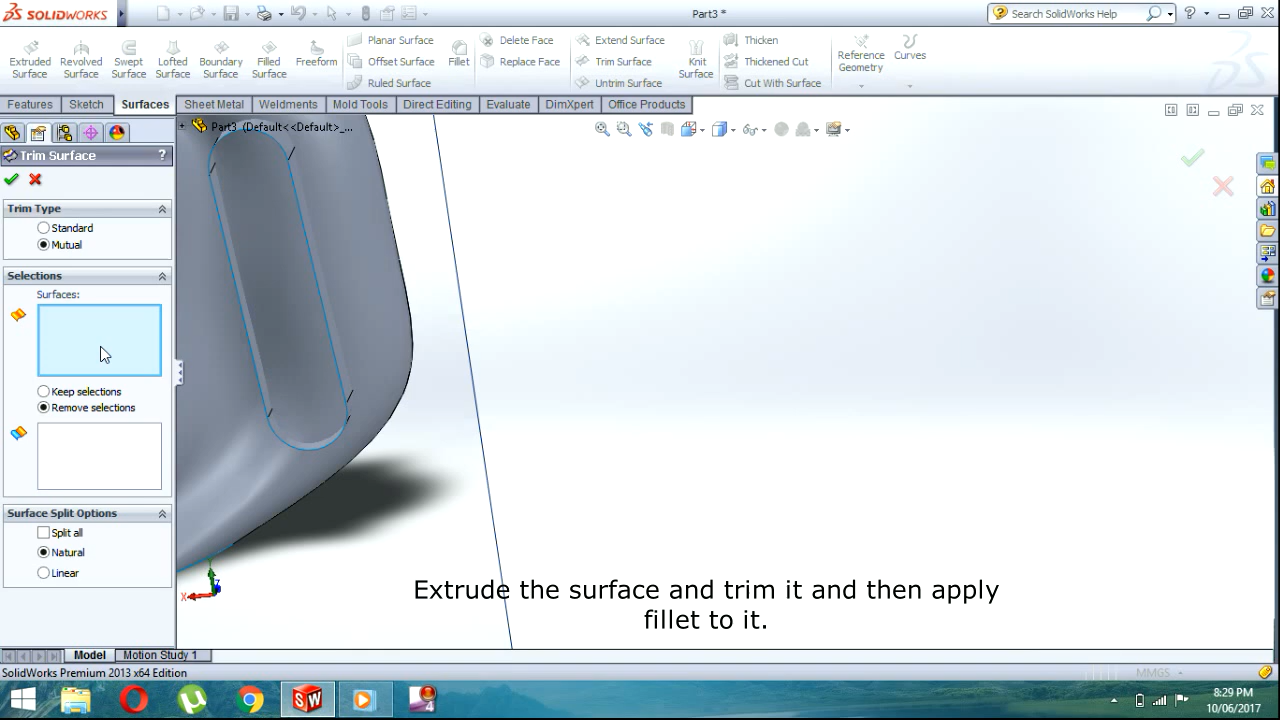 SOLIDWORKS
Part3 *
Search SolidWorks Help
Extruded Surface
Revolved Surface
Swept Surface
Lofted Surface
Boundary Surface
Filled Surface
Freeform
Planar Surface
Offset Surface
Ruled Surface
Fillet
Delete Face
Replace Face
Extend Surface
Trim Surface
Untrim Surface
Knit Surface
Thicken
Thickened Cut
Cut With Surface
Reference Geometry
Curves
Features
Sketch
Surfaces
Sheet Metal
Weldments
Mold Tools
Direct Editing
Evaluate
DimXpert
Office Products
Part3 (Default<<Default>_...
Trim Surface
?
Trim Type
Standard
Mutual
Selections
Surfaces:
Keep selections
Remove selections
Surface Split Options
Split all
Natural
Linear
X
Extrude the surface and trim it and then apply
fillet to it.
Model
Motion Study 1
SolidWorks Premium 2013 x64 Edition
MMGS
SW
4
8:29 PM
10/06/2017